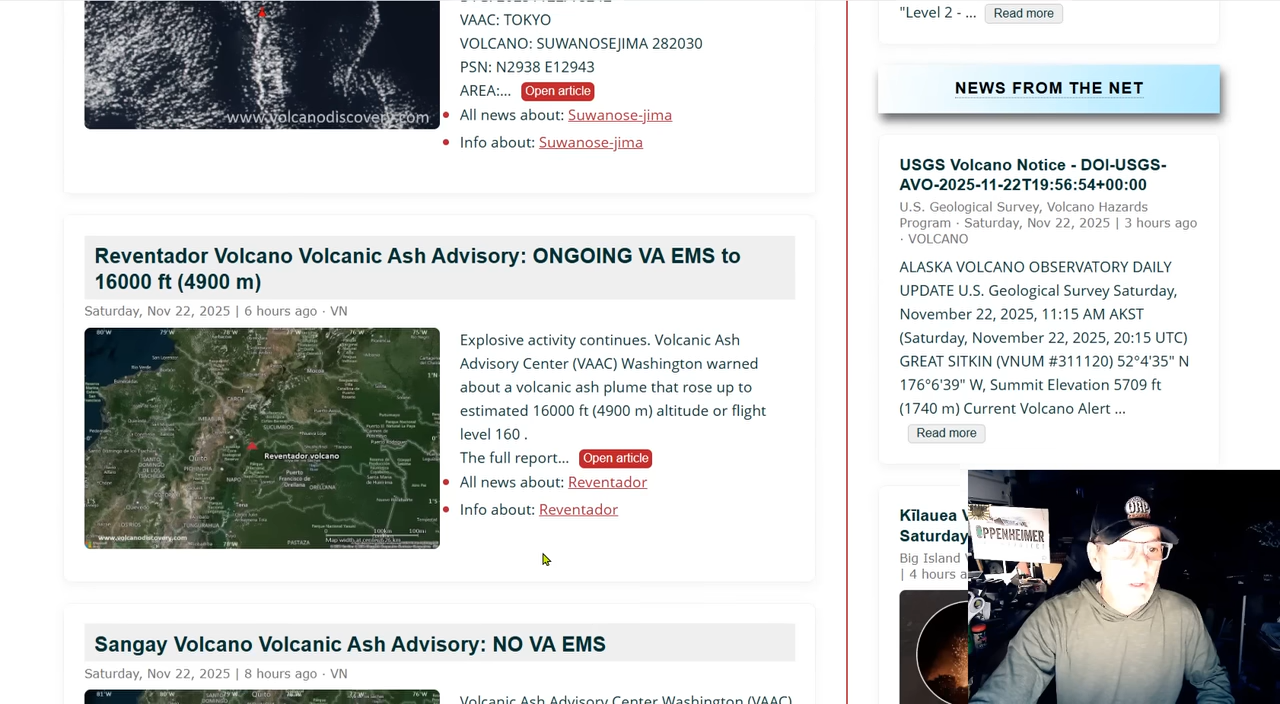 VAAC: TOKYO
VOLCANO: SUWANOSEJIMA 282030
PSN: N2938 E12943
AREA:... Open article
All news about: Suwanose-jima
Info about: Suwanose-jima
www.volcanodiscovery.com
Reventador Volcano Volcanic Ash Advisory: ONGOING VA EMS to
16000 ft (4900 m)
Saturday, Nov 22, 2025 | 6 hours ago · VN
Explosive activity continues. Volcanic Ash
Advisory Center (VAAC) Washington warned
about a volcanic ash plume that rose up to
estimated 16000 ft (4900 m) altitude or flight
level 160 .
The full report... Open article
All news about: Reventador
Info about: Reventador
Reventador volcano
Quito
www.volcanodiscovery.com
Sangay Volcano Volcanic Ash Advisory: NO VA EMS
Saturday, Nov 22, 2025 | 8 hours ago · VN
Volcanic Ash Advisory Center Washington (VAAC)
"Level 2 - ... Read more
NEWS FROM THE NET
USGS Volcano Notice - DOI-USGS-
AVO-2025-11-22T19:56:54+00:00
U.S. Geological Survey, Volcano Hazards
Program · Saturday, Nov 22, 2025 | 3 hours ago
· VOLCANO
ALASKA VOLCANO OBSERVATORY DAILY
UPDATE U.S. Geological Survey Saturday,
November 22, 2025, 11:15 AM AKST
(Saturday, November 22, 2025, 20:15 UTC)
GREAT SITKIN (VNUM #311120) 52°4'35" N
176°6'39" W, Summit Elevation 5709 ft
(1740 m) Current Volcano Alert ...
Read more
Kīlauea
Saturday
Big Island
| 4 hours
OPPENHEIMER